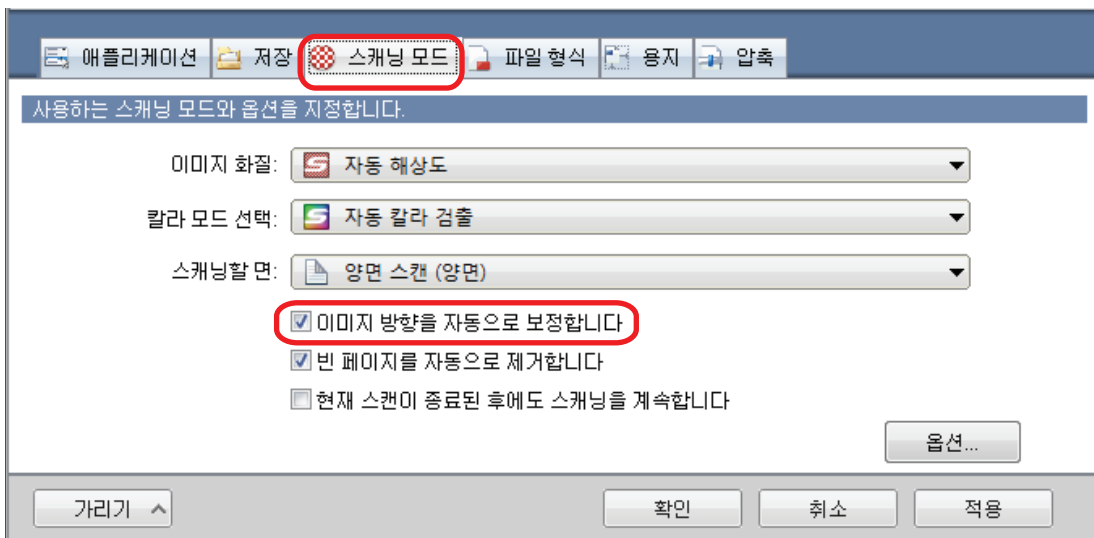 애플리케이션 저장 스캐닝 모드 파일 형식 용지 압축
사용하는 스캐닝 모드와 옵션을 지정합니다.
이미지 화질: 자동 해상도
칼라 모드 선택: 자동 칼라 검출
스캐닝할 면: 양면 스캔 (양면)
이미지 방향을 자동으로 보정합니다
빈 페이지를 자동으로 제거합니다
현재 스캔이 종료된 후에도 스캐닝을 계속합니다
옵션...
가리기 확인 취소 적용